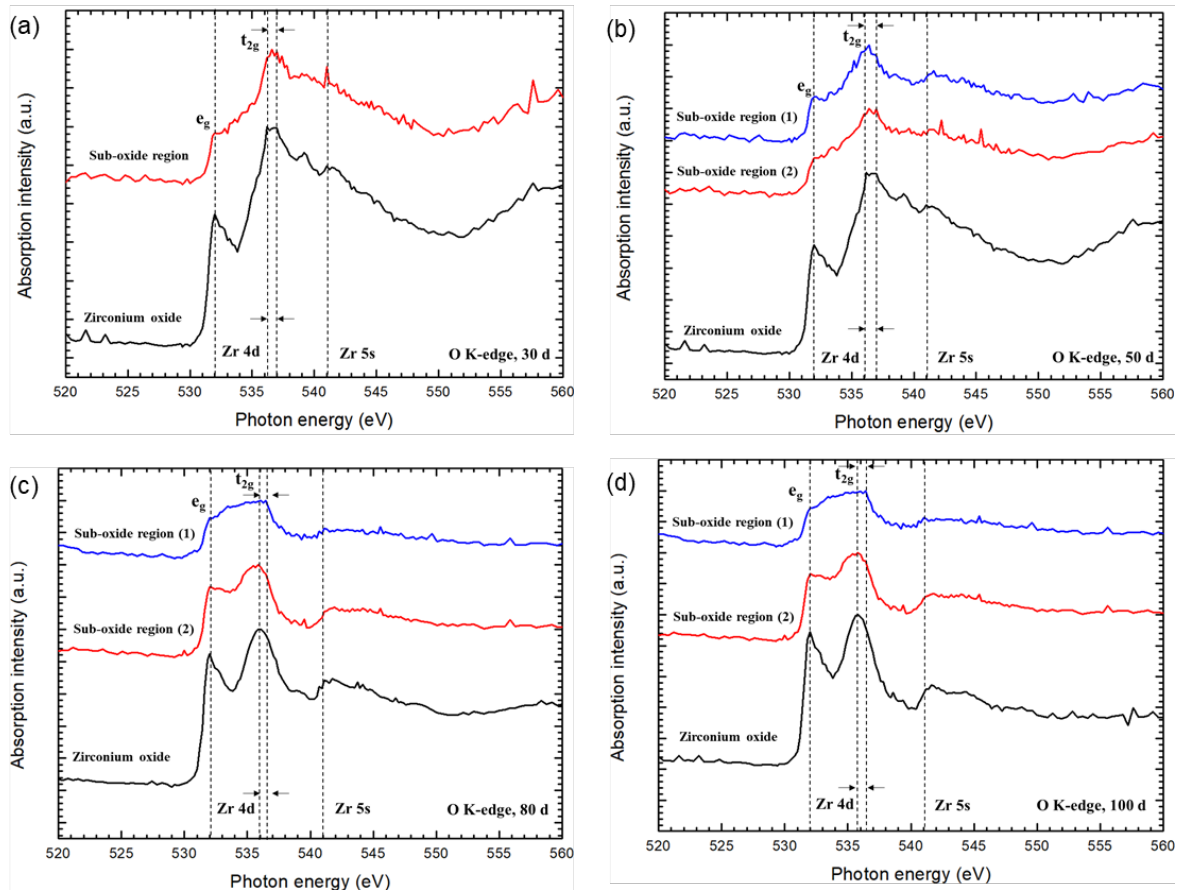 (a)
t2g
eg
Sub-oxide region
Zirconium oxide
Zr 4d
Zr 5s
O K-edge, 30 d
Absorption intensity (a.u.)
520 525 530 535 540 545 550 555 560
Photon energy (eV)
(b)
t2g
eg
Sub-oxide region (1)
Sub-oxide region (2)
Zirconium oxide
Zr 4d
Zr 5s
O K-edge, 50 d
Absorption intensity (a.u.)
520 525 530 535 540 545 550 555 560
Photon energy (eV)
(c)
t2g
eg
Sub-oxide region (1)
Sub-oxide region (2)
Zirconium oxide
Zr 4d
Zr 5s
O K-edge, 80 d
Absorption intensity (a.u.)
520 525 530 535 540 545 550 555 560
Photon energy (eV)
(d)
t2g
eg
Sub-oxide region (1)
Sub-oxide region (2)
Zirconium oxide
Zr 4d
Zr 5s
O K-edge, 100 d
Absorption intensity (a.u.)
520 525 530 535 540 545 550 555 560
Photon energy (eV)